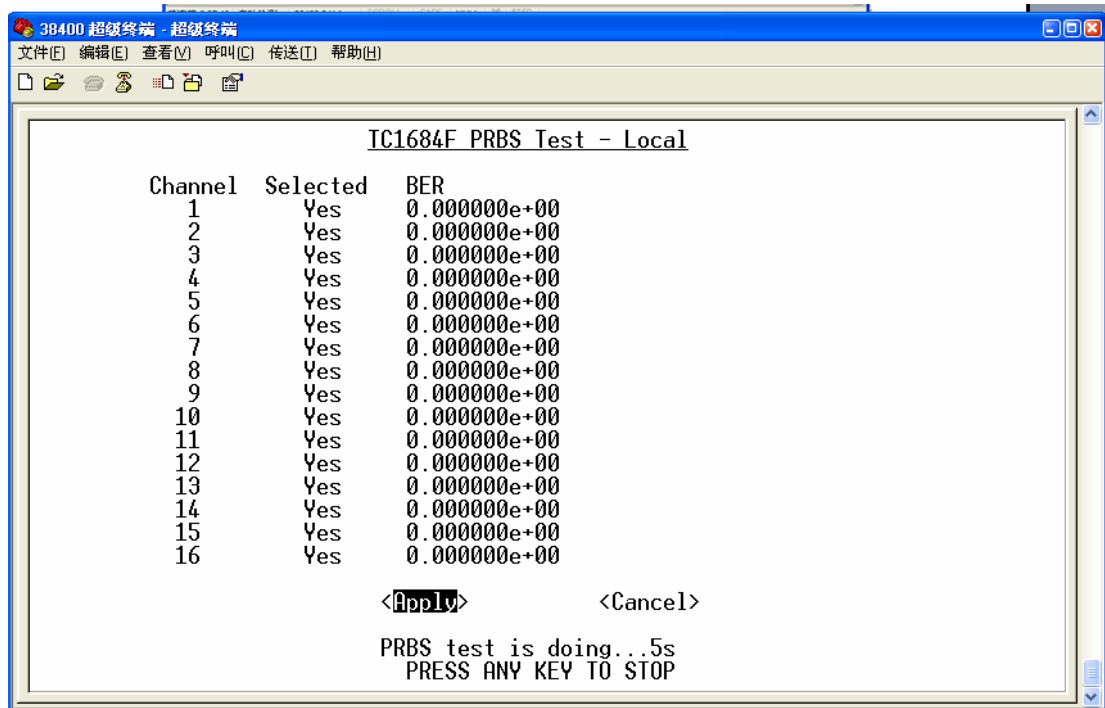 38400 超级终端 - 超级终端
文件(F) 编辑(E) 查看(V) 呼叫(C) 传送(T) 帮助(H)
TC1684F PRBS Test - Local
Channel Selected BER
1 Yes 0.000000e+00
2 Yes 0.000000e+00
3 Yes 0.000000e+00
4 Yes 0.000000e+00
5 Yes 0.000000e+00
6 Yes 0.000000e+00
7 Yes 0.000000e+00
8 Yes 0.000000e+00
9 Yes 0.000000e+00
10 Yes 0.000000e+00
11 Yes 0.000000e+00
12 Yes 0.000000e+00
13 Yes 0.000000e+00
14 Yes 0.000000e+00
15 Yes 0.000000e+00
16 Yes 0.000000e+00
<Apply> <Cancel>
PRBS test is doing...5s
PRESS ANY KEY TO STOP